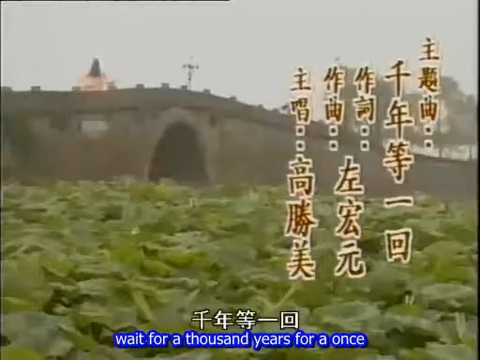 主題曲：
千年等一回
作詞：
作曲：
左宏元
主唱：高勝美
千年等一回
wait for a thousand years for a once